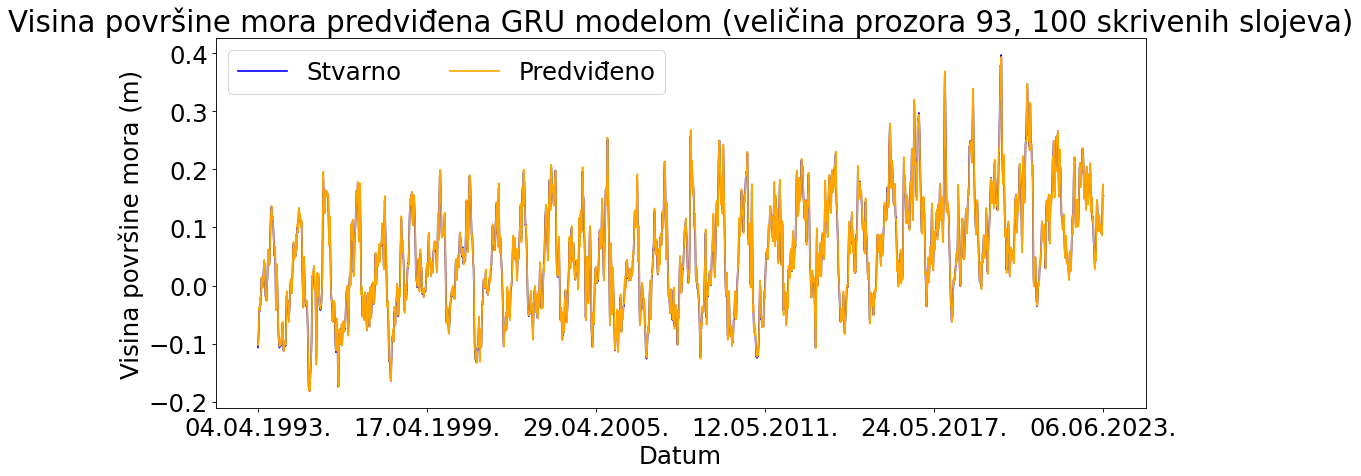 Visina površine mora predviđena GRU modelom (veličina prozora 93, 100 skrivenih slojeva)
Stvarno Predviđeno
Visina površine mora (m)
0.4
0.3
0.2
0.1
0.0
−0.1
−0.2
04.04.1993. 17.04.1999. 29.04.2005. 12.05.2011. 24.05.2017. 06.06.2023.
Datum